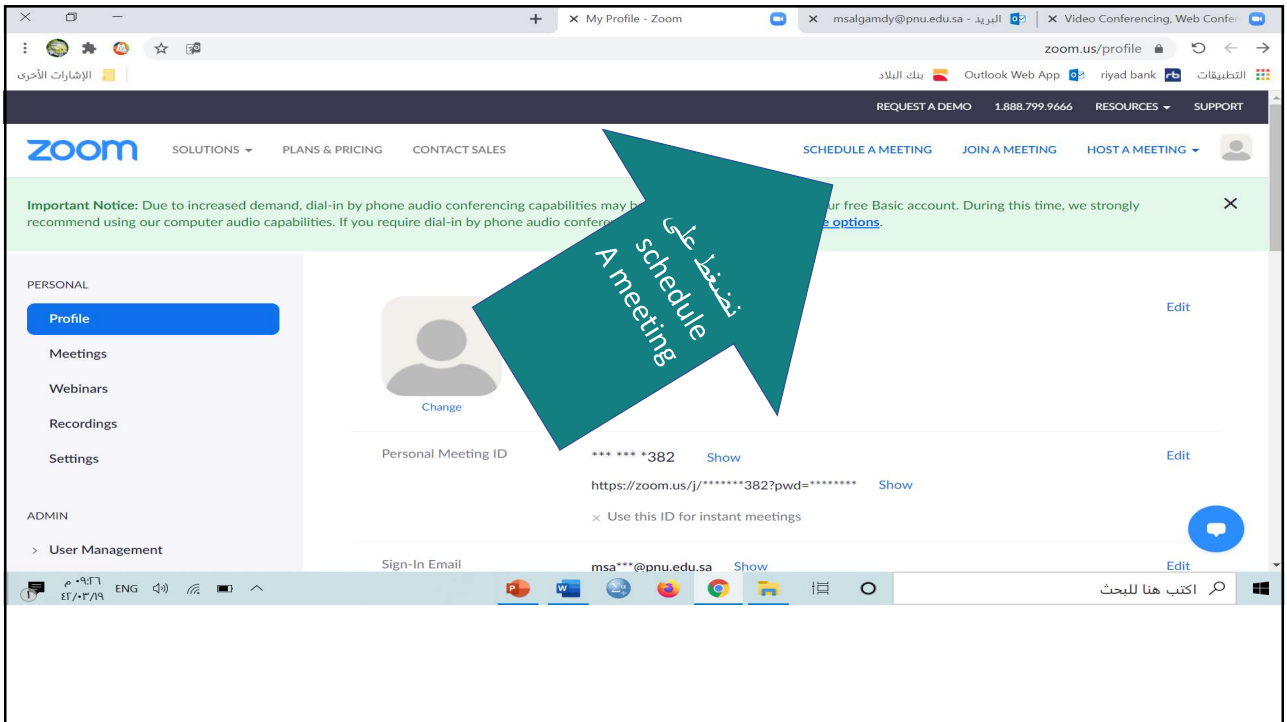 My Profile - Zoom
msalgamdy@pnu.edu.sa - البريد
Video Conferencing, Web Confer
zoom.us/profile
التطبيقات
riyad bank
Outlook Web App
بنك البلاد
الإشارات الأخرى
REQUEST A DEMO 1.888.799.9666 RESOURCES SUPPORT
zoom SOLUTIONS PLANS & PRICING CONTACT SALES SCHEDULE A MEETING JOIN A MEETING HOST A MEETING
Important Notice: Due to increased demand, dial-in by phone audio conferencing capabilities may b ur free Basic account. During this time, we strongly
recommend using our computer audio capabilities. If you require dial-in by phone audio confere e options.
نضغط على
schedule
A meeting
PERSONAL
Profile
Meetings
Webinars
Recordings
Settings
ADMIN
> User Management
Change
Edit
Personal Meeting ID *** *** *382 Show Edit
https://zoom.us/j/*******382?pwd=******** Show
× Use this ID for instant meetings
Sign-In Email msa***@pnu.edu.sa Show Edit
اكتب هنا للبحث
ENG
٠٩:٢٦ م
٤٢/٠٣/١٩